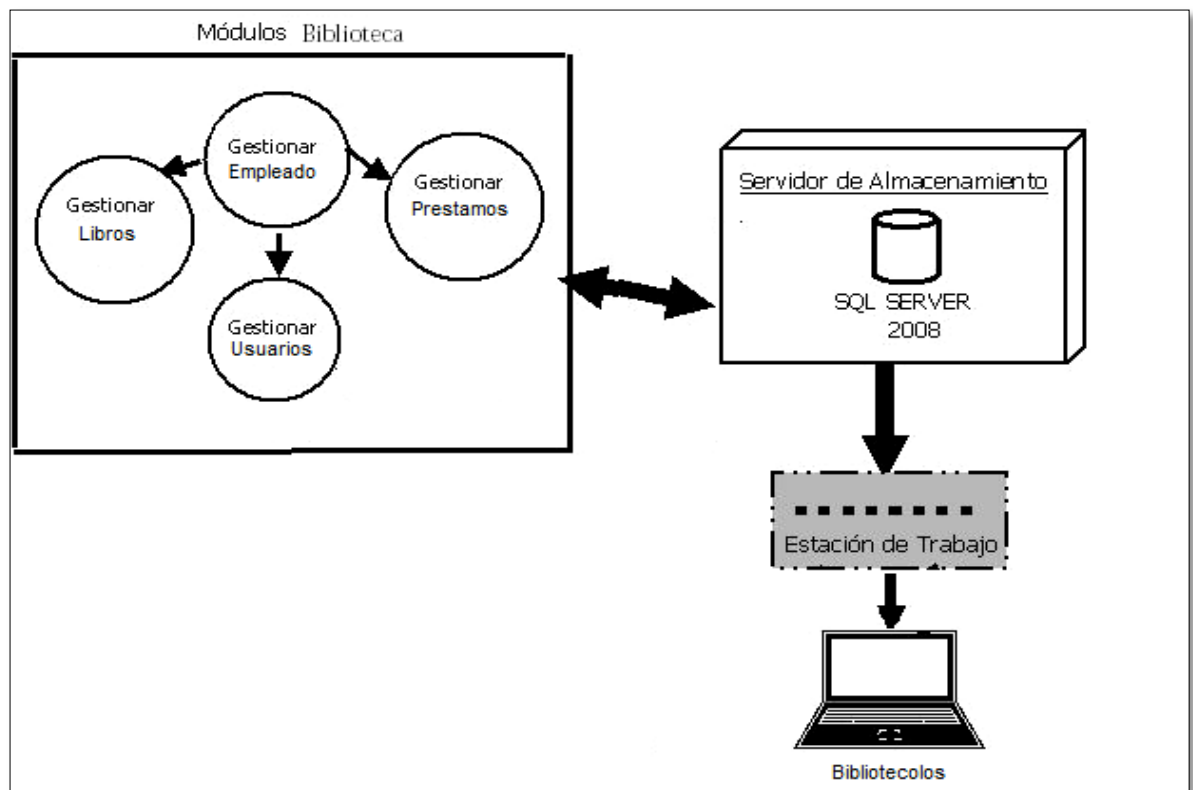 Módulos Biblioteca
Gestionar
Empleado
Gestionar
Libros
Gestionar
Prestamos
Gestionar
Usuarios
Servidor de Almacenamiento
SQL SERVER
2008
Estación de Trabajo
Bibliotecolos